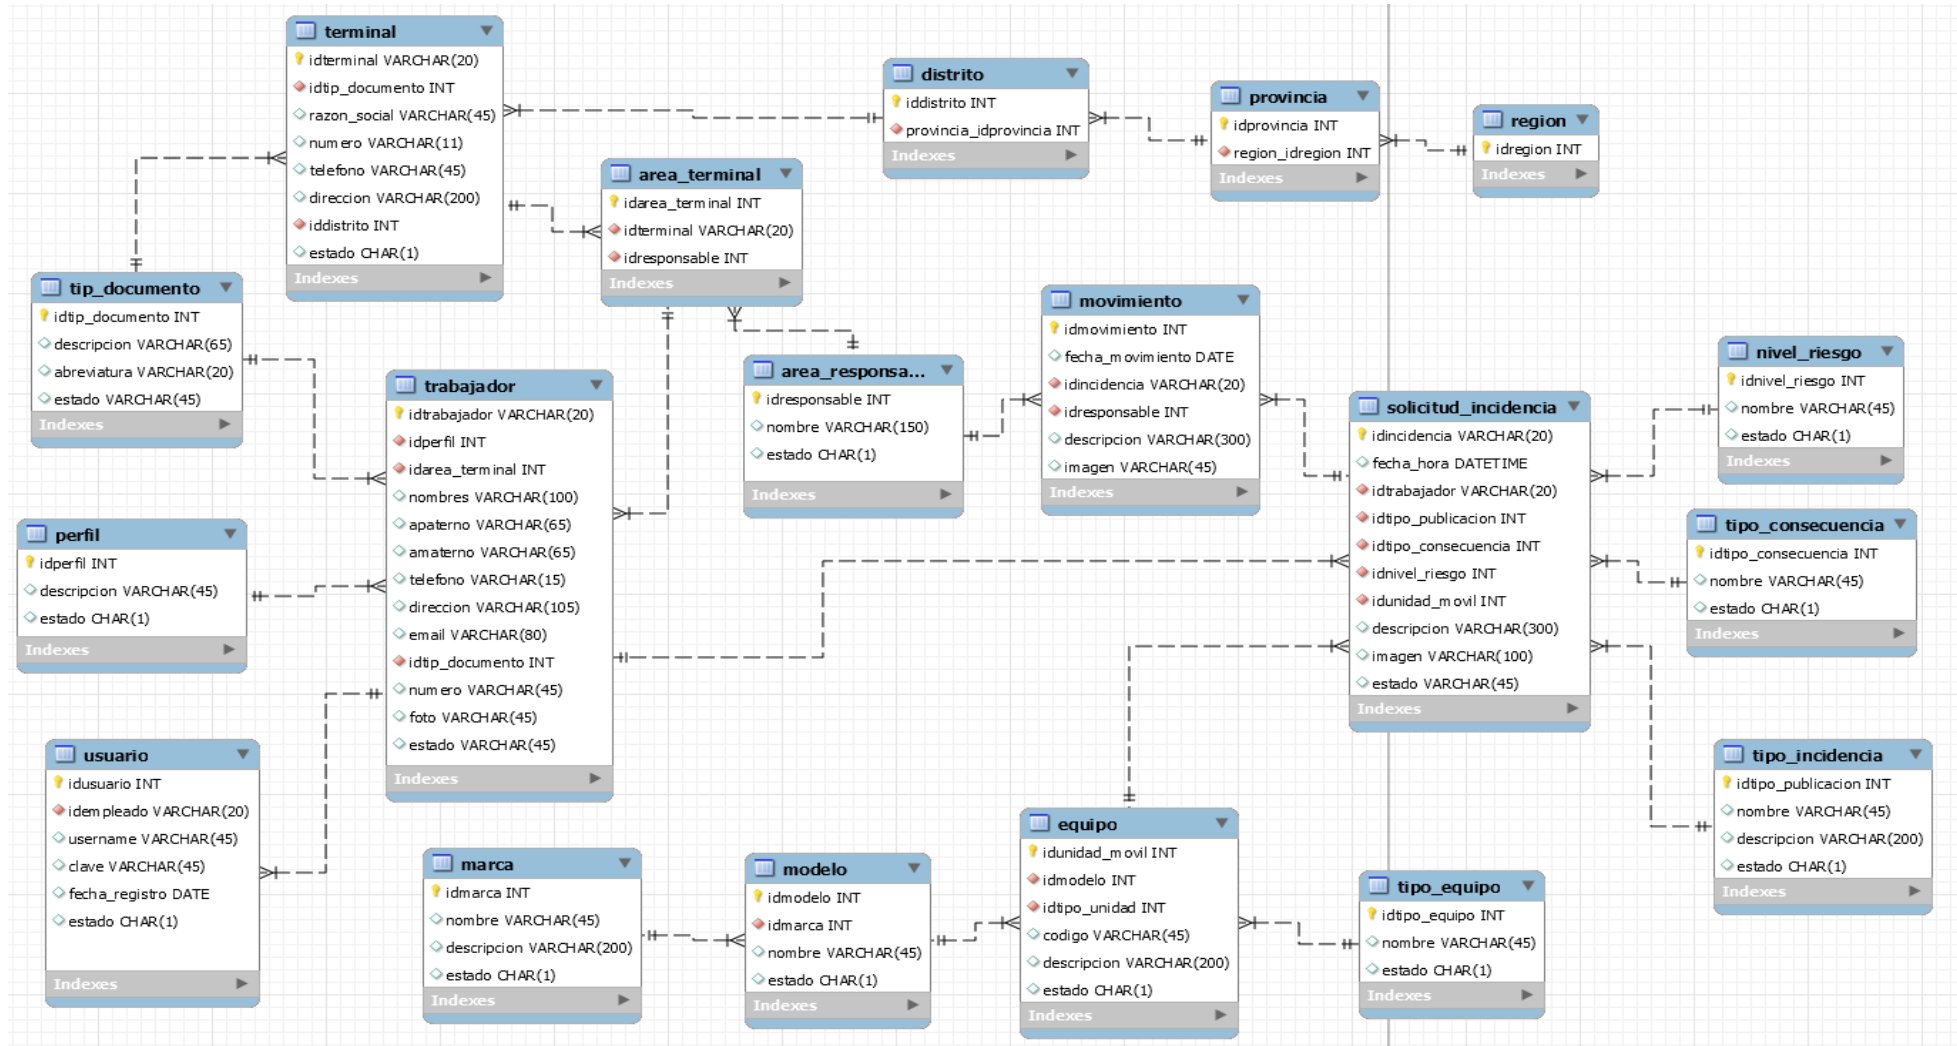 terminal
idterminal VARCHAR(20)
idtip_documento INT
razon_social VARCHAR(45)
numero VARCHAR(11)
telefono VARCHAR(45)
direccion VARCHAR(200)
iddistrito INT
estado CHAR(1)
Indexes
distrito
iddistrito INT
provincia_idprovincia INT
Indexes
provincia
idprovincia INT
region_idregion INT
Indexes
region
idregion INT
Indexes
area_terminal
idarea_terminal INT
idterminal VARCHAR(20)
idresponsable INT
Indexes
tip_documento
idtip_documento INT
descripcion VARCHAR(65)
abreviatura VARCHAR(20)
estado VARCHAR(45)
Indexes
trabajador
idtrabajador VARCHAR(20)
idperfil INT
idarea_terminal INT
nombres VARCHAR(100)
apaterno VARCHAR(65)
amaterno VARCHAR(65)
telefono VARCHAR(15)
direccion VARCHAR(105)
email VARCHAR(80)
idtip_documento INT
numero VARCHAR(45)
foto VARCHAR(45)
estado VARCHAR(45)
Indexes
area_responsa...
idresponsable INT
nombre VARCHAR(150)
estado CHAR(1)
Indexes
movimiento
idmovimiento INT
fecha_movimiento DATE
idincidencia VARCHAR(20)
idresponsable INT
descripcion VARCHAR(300)
imagen VARCHAR(45)
Indexes
solicitud_incidencia
idincidencia VARCHAR(20)
fecha_hora DATETIME
idtrabajador VARCHAR(20)
idtipo_publicacion INT
idtipo_consecuencia INT
idnivel_riesgo INT
idunidad_movil INT
descripcion VARCHAR(300)
imagen VARCHAR(100)
estado VARCHAR(45)
Indexes
nivel_riesgo
idnivel_riesgo INT
nombre VARCHAR(45)
estado CHAR(1)
Indexes
tipo_consecuencia
idtipo_consecuencia INT
nombre VARCHAR(45)
estado CHAR(1)
Indexes
perfil
idperfil INT
descripcion VARCHAR(45)
estado CHAR(1)
Indexes
usuario
idusuario INT
idempleado VARCHAR(20)
username VARCHAR(45)
clave VARCHAR(45)
fecha_registro DATE
estado CHAR(1)
Indexes
marca
idmarca INT
nombre VARCHAR(45)
descripcion VARCHAR(200)
estado CHAR(1)
Indexes
modelo
idmodelo INT
idmarca INT
nombre VARCHAR(45)
estado CHAR(1)
Indexes
equipo
idunidad_movil INT
idmodelo INT
idtipo_unidad INT
codigo VARCHAR(45)
descripcion VARCHAR(200)
estado CHAR(1)
Indexes
tipo_equipo
idtipo_equipo INT
nombre VARCHAR(45)
estado CHAR(1)
Indexes
tipo_incidencia
idtipo_publicacion INT
nombre VARCHAR(45)
descripcion VARCHAR(200)
estado CHAR(1)
Indexes